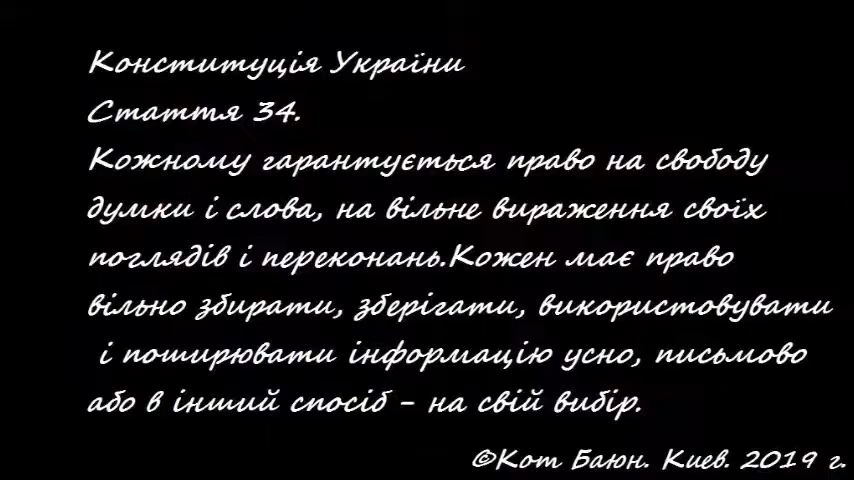 Конституція України
Стаття 34.
Кожному гарантується право на свободу
думки і слова, на вільне вираження своїх
поглядів і переконань.Кожен має право
вільно збирати, зберігати, використовувати
і поширювати інформацію усно, письмово
або в інший спосіб - на свій вибір.
©Кот Баюн. Киев. 2019 г.